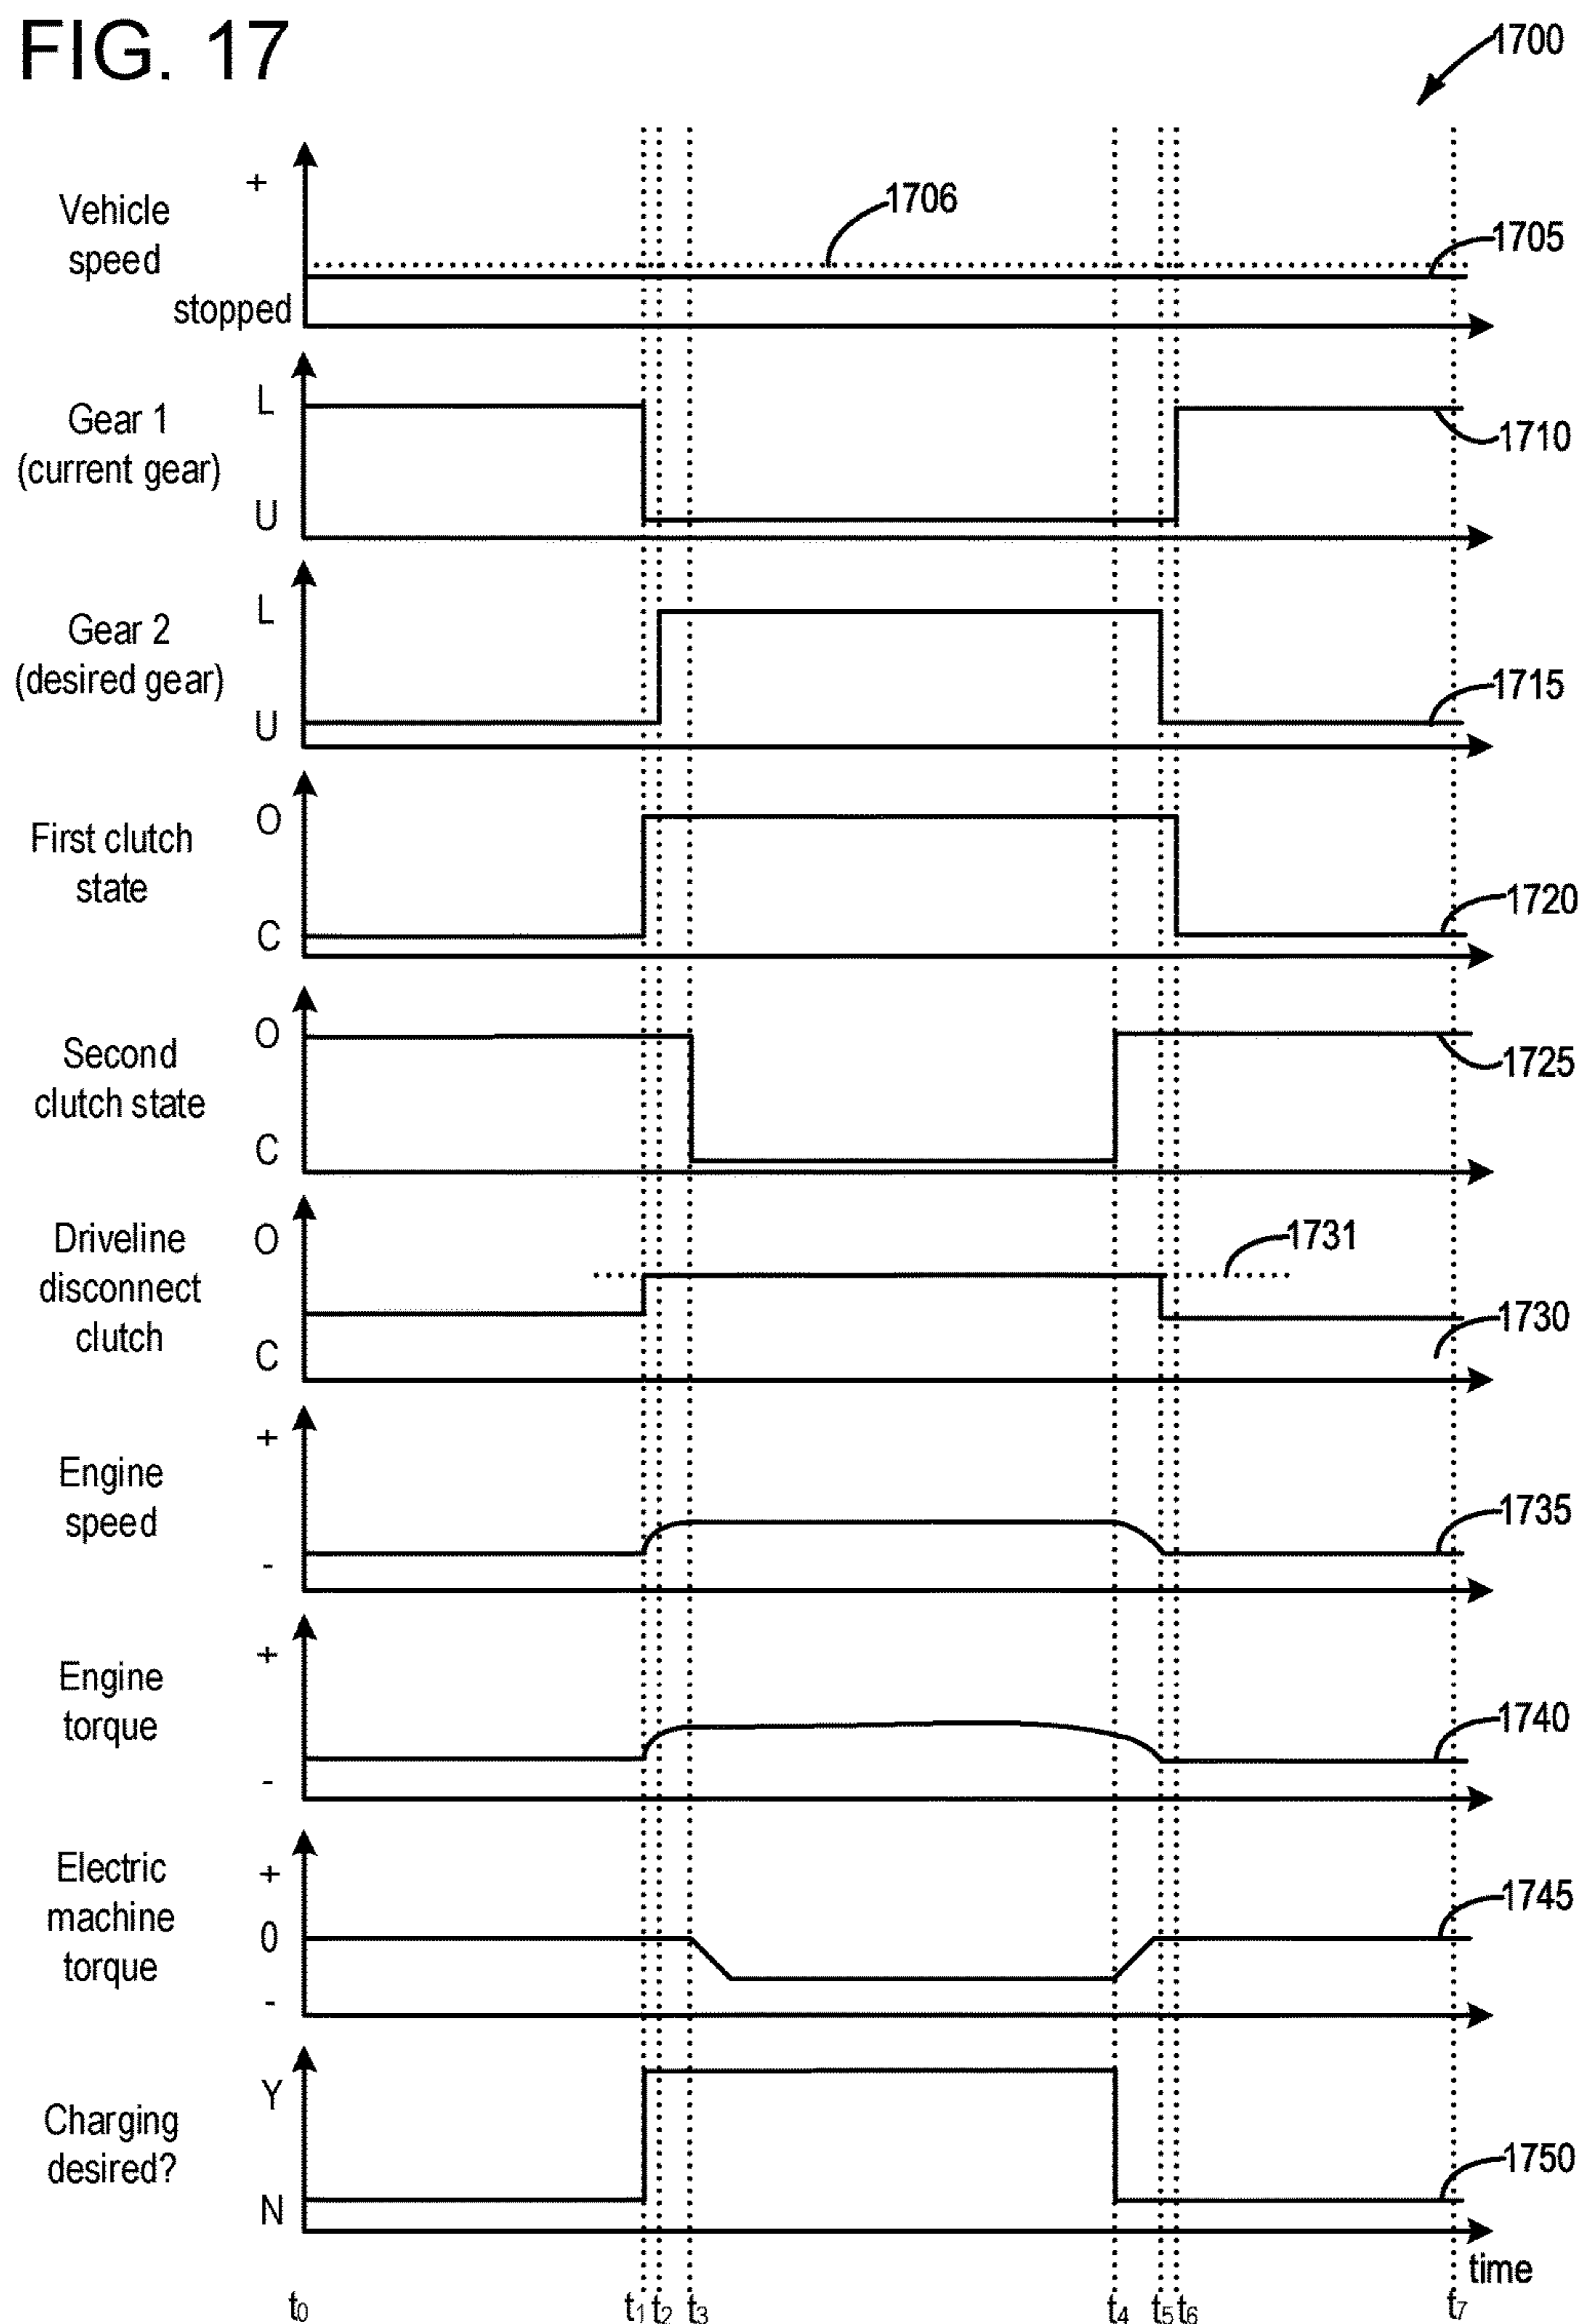 FIG. 17
1700
+
Vehicle
speed
stopped
1706
1705
L
Gear 1
(current gear)
U
1710
L
Gear 2
(desired gear)
U
1715
O
First clutch
state
C
1720
O
Second
clutch state
C
1725
O
Driveline
disconnect
clutch
C
1731
1730
+
Engine
speed
-
1735
+
Engine
torque
-
1740
+
Electric
machine
torque
0
-
1745
Y
Charging
desired?
N
1750
time
t0 t1 t2 t3 t4 t5 t6 t7